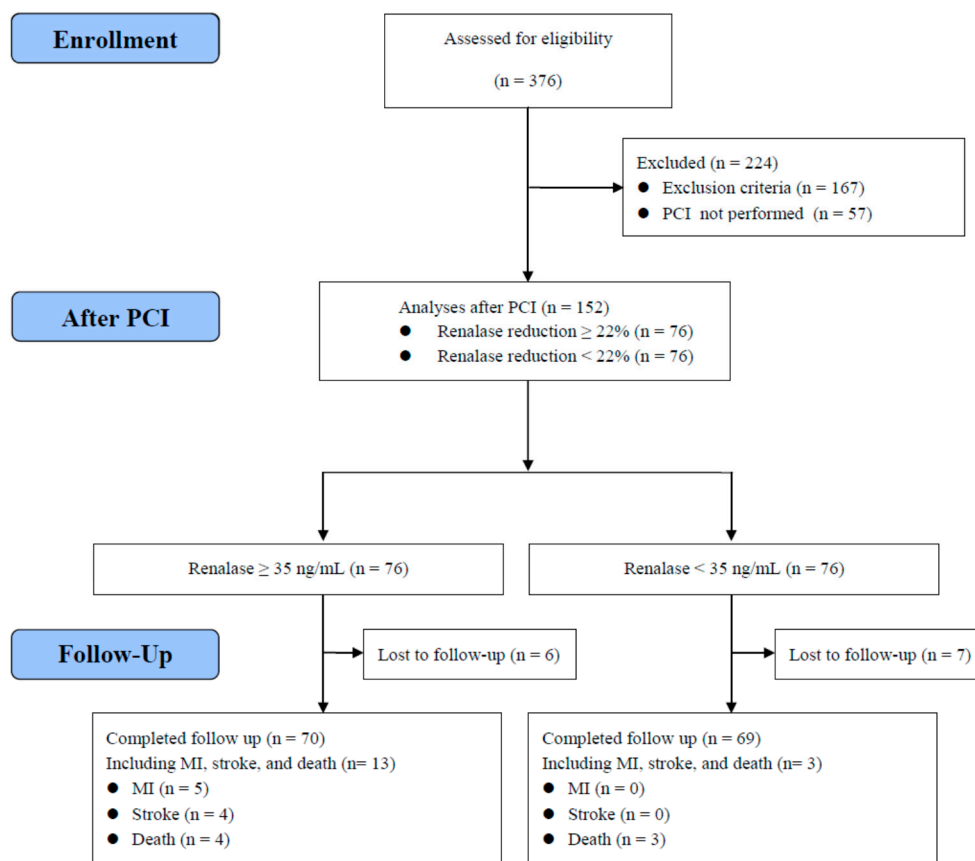 Enrollment
Assessed for eligibility
(n = 376)
Excluded (n = 224)
● Exclusion criteria (n = 167)
● PCI not performed (n = 57)
After PCI
Analyses after PCI (n = 152)
● Renalase reduction ≥ 22% (n = 76)
● Renalase reduction < 22% (n = 76)
Renalase ≥ 35 ng/mL (n = 76)
Renalase < 35 ng/mL (n = 76)
Follow-Up
Lost to follow-up (n = 6)
Lost to follow-up (n = 7)
Completed follow up (n = 70)
Including MI, stroke, and death (n= 13)
● MI (n = 5)
● Stroke (n = 4)
● Death (n = 4)
Completed follow up (n = 69)
Including MI, stroke, and death (n= 3)
● MI (n = 0)
● Stroke (n = 0)
● Death (n = 3)